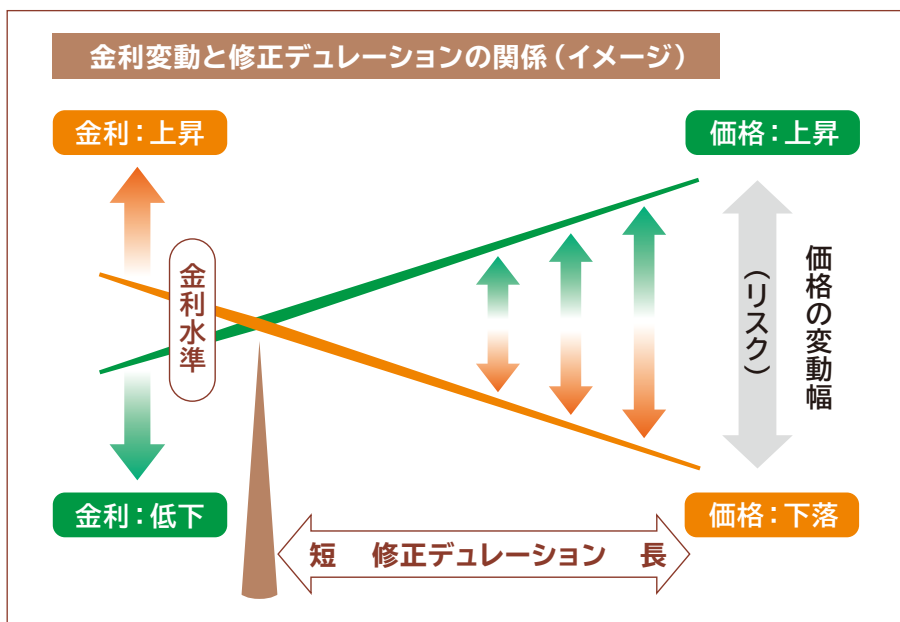 金利変動と修正デュレーションの関係(イメージ)
金利:上昇
価格:上昇
金利水準
価格の変動幅
(リスク)
金利:低下
価格:下落
短 修正デュレーション 長